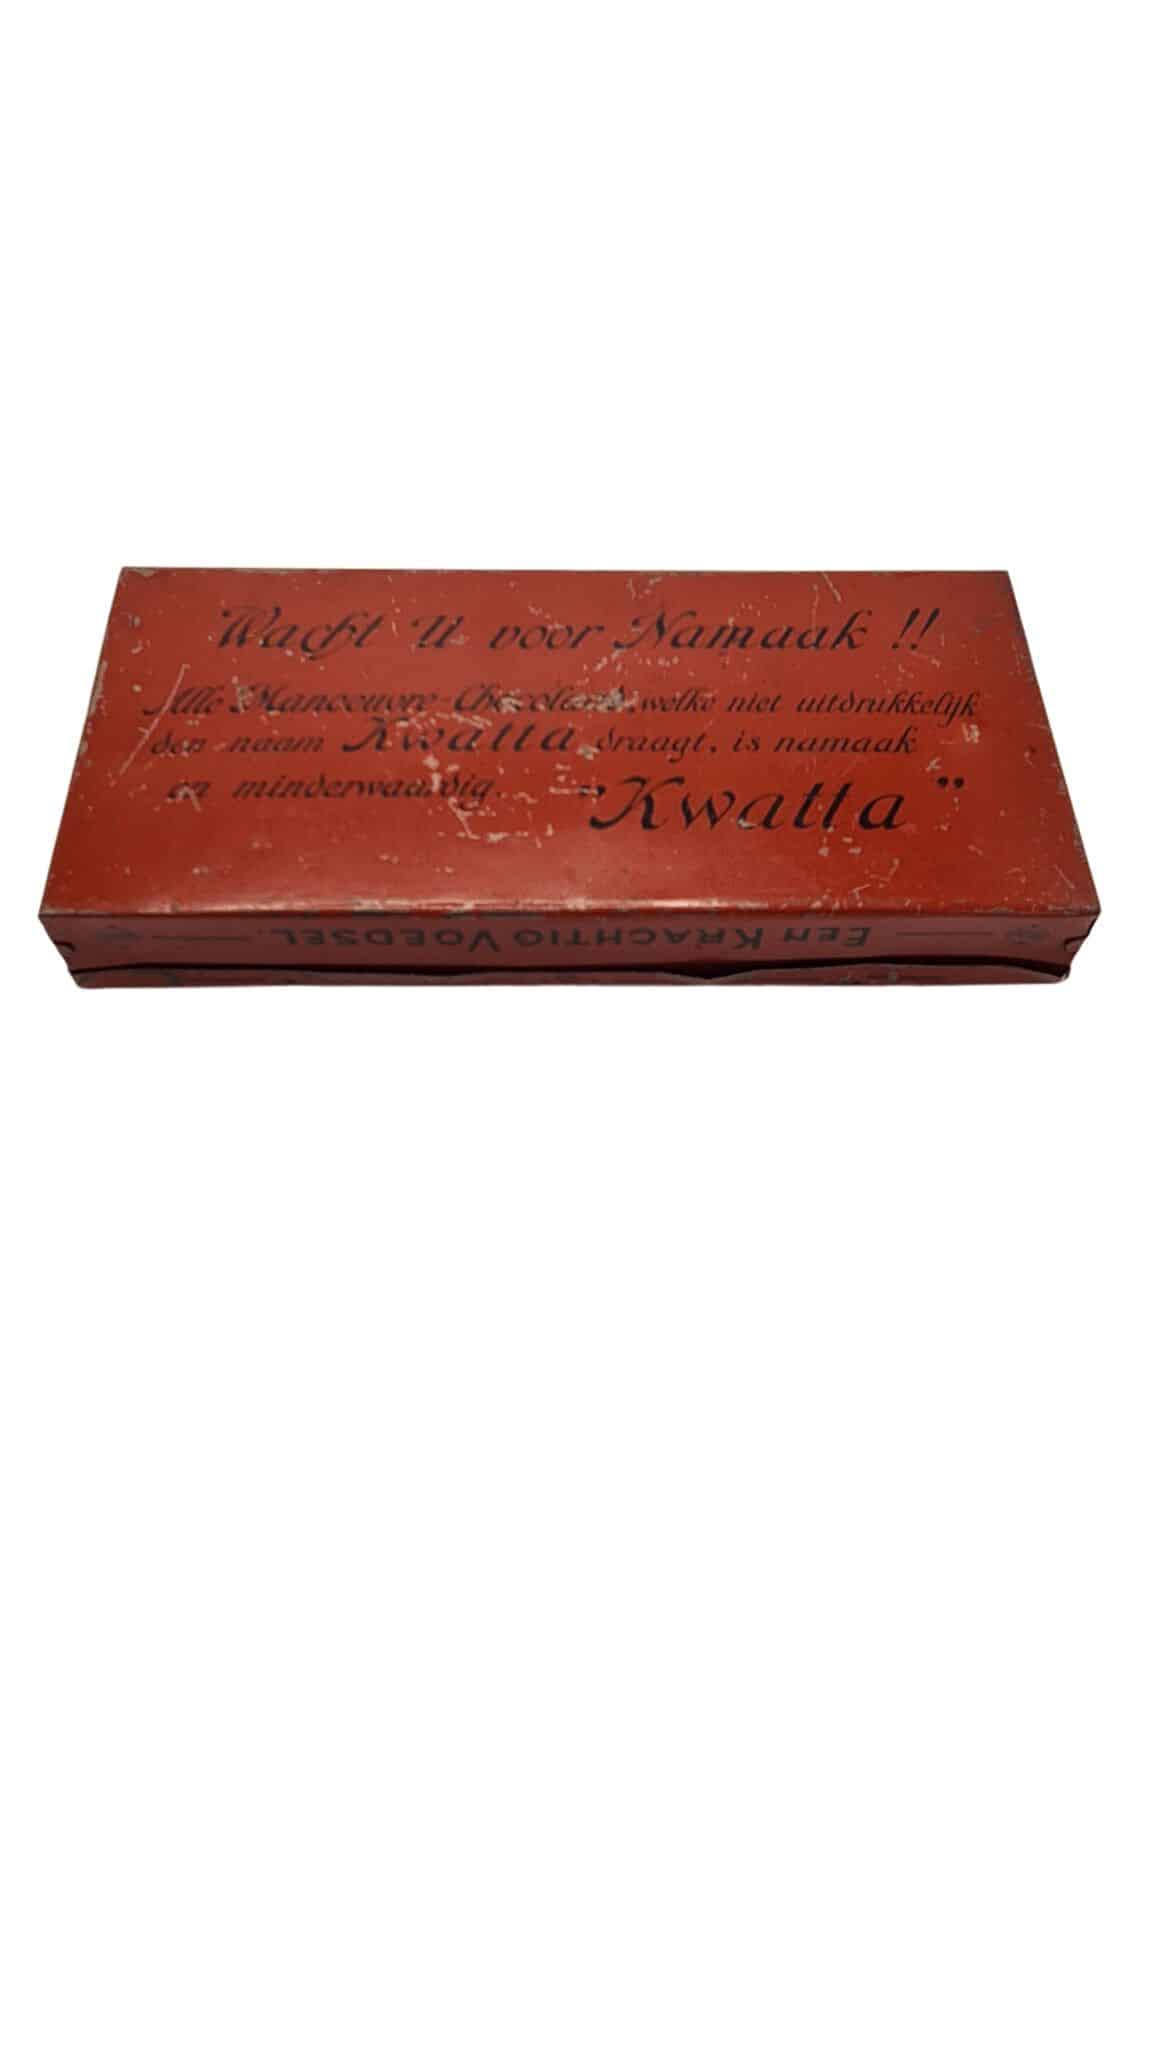 Wacht U voor Namaak !!
Alle Manoeuvre-Chocolade, welke niet uitdrukkelijk
den naam Kwatta draagt, is namaak
en minderwaardig.
"Kwatta"
EEN KRACHTIG VOEDSEL.